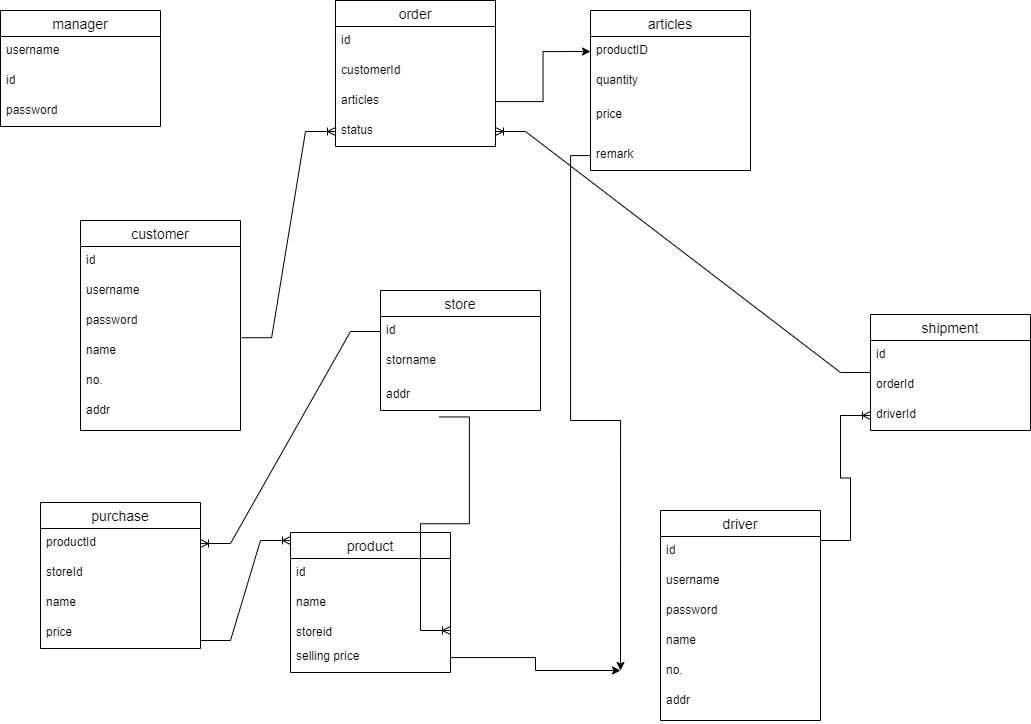 manager
username
id
password
order
id
customerId
articles
status
articles
productID
quantity
price
remark
customer
id
username
password
name
no.
addr
store
id
storname
addr
shipment
id
orderId
driverId
purchase
productId
storeId
name
price
product
id
name
storeid
selling price
driver
id
username
password
name
no.
addr